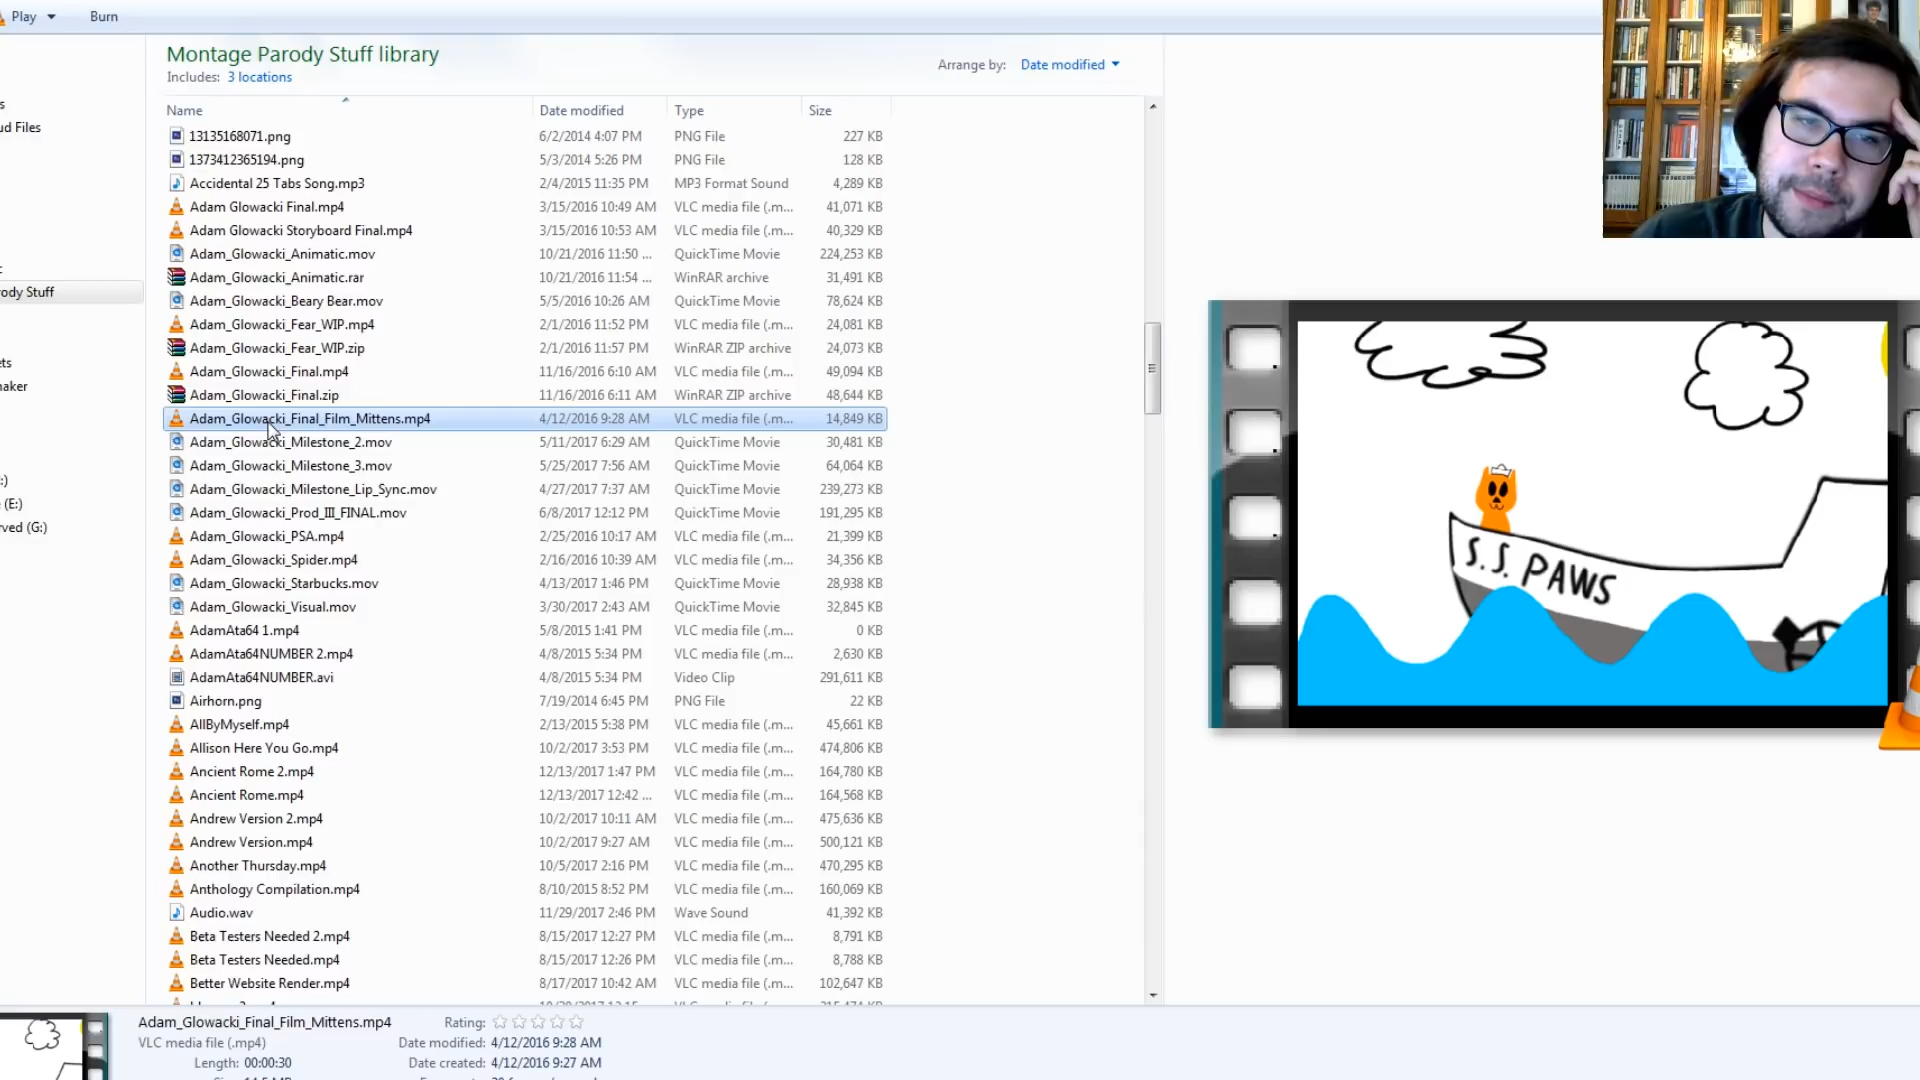 Play Burn
Montage Parody Stuff library
Includes: 3 locations
Arrange by: Date modified
Name Date modified Type Size
13135168071.png 6/2/2014 4:07 PM PNG File 227 KB
1373412365194.png 5/3/2014 5:26 PM PNG File 128 KB
Accidental 25 Tabs Song.mp3 2/4/2015 11:35 PM MP3 Format Sound 4,289 KB
Adam Glowacki Final.mp4 3/15/2016 10:49 AM VLC media file (.m... 41,071 KB
Adam Glowacki Storyboard Final.mp4 3/15/2016 10:53 AM VLC media file (.m... 40,329 KB
Adam_Glowacki_Animatic.mov 10/21/2016 11:50 ... QuickTime Movie 224,253 KB
Adam_Glowacki_Animatic.rar 10/21/2016 11:54 ... WinRAR archive 31,491 KB
Adam_Glowacki_Beary Bear.mov 5/5/2016 10:26 AM QuickTime Movie 78,624 KB
Adam_Glowacki_Fear_WIP.mp4 2/1/2016 11:52 PM VLC media file (.m... 24,081 KB
Adam_Glowacki_Fear_WIP.zip 2/1/2016 11:57 PM WinRAR ZIP archive 24,073 KB
Adam_Glowacki_Final.mp4 11/16/2016 6:10 AM VLC media file (.m... 49,094 KB
Adam_Glowacki_Final.zip 11/16/2016 6:11 AM WinRAR ZIP archive 48,644 KB
Adam_Glowacki_Final_Film_Mittens.mp4 4/12/2016 9:28 AM VLC media file (.m... 14,849 KB
Adam_Glowacki_Milestone_2.mov 5/11/2017 6:29 AM QuickTime Movie 30,481 KB
Adam_Glowacki_Milestone_3.mov 5/25/2017 7:56 AM QuickTime Movie 64,064 KB
Adam_Glowacki_Milestone_Lip_Sync.mov 4/27/2017 7:37 AM QuickTime Movie 239,273 KB
Adam_Glowacki_Prod_III_FINAL.mov 6/8/2017 12:12 PM QuickTime Movie 191,295 KB
Adam_Glowacki_PSA.mp4 2/25/2016 10:17 AM VLC media file (.m... 21,399 KB
Adam_Glowacki_Spider.mp4 2/16/2016 10:39 AM VLC media file (.m... 34,356 KB
Adam_Glowacki_Starbucks.mov 4/13/2017 1:46 PM QuickTime Movie 28,938 KB
Adam_Glowacki_Visual.mov 3/30/2017 2:43 AM QuickTime Movie 32,845 KB
AdamAta64 1.mp4 5/8/2015 1:41 PM VLC media file (.m... 0 KB
AdamAta64NUMBER 2.mp4 4/8/2015 5:34 PM VLC media file (.m... 2,630 KB
AdamAta64NUMBER.avi 4/8/2015 5:34 PM Video Clip 291,611 KB
Airhorn.png 7/19/2014 6:45 PM PNG File 22 KB
AllByMyself.mp4 2/13/2015 5:38 PM VLC media file (.m... 45,661 KB
Allison Here You Go.mp4 10/2/2017 3:53 PM VLC media file (.m... 474,806 KB
Ancient Rome 2.mp4 12/13/2017 1:47 PM VLC media file (.m... 164,780 KB
Ancient Rome.mp4 12/13/2017 12:42 ... VLC media file (.m... 164,568 KB
Andrew Version 2.mp4 10/2/2017 10:11 AM VLC media file (.m... 475,636 KB
Andrew Version.mp4 10/2/2017 9:27 AM VLC media file (.m... 500,121 KB
Another Thursday.mp4 10/5/2017 2:16 PM VLC media file (.m... 470,295 KB
Anthology Compilation.mp4 8/10/2015 8:52 PM VLC media file (.m... 160,069 KB
Audio.wav 11/29/2017 2:46 PM Wave Sound 41,392 KB
Beta Testers Needed 2.mp4 8/15/2017 12:27 PM VLC media file (.m... 8,791 KB
Beta Testers Needed.mp4 8/15/2017 12:26 PM VLC media file (.m... 8,788 KB
Better Website Render.mp4 8/17/2017 10:42 AM VLC media file (.m... 102,647 KB
s
ud Files
ody Stuff
ets
naker
:)
(E:)
rved (G:)
S.S. PAWS
Adam_Glowacki_Final_Film_Mittens.mp4 Rating:
VLC media file (.mp4) Date modified: 4/12/2016 9:28 AM
Length: 00:00:30 Date created: 4/12/2016 9:27 AM